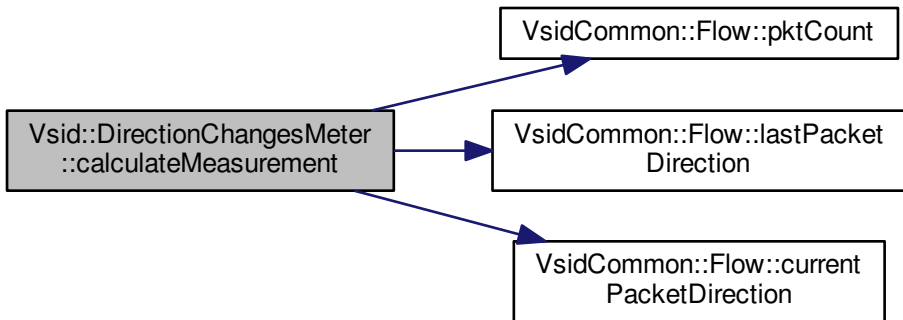 VsidCommon::Flow::pktCount
Vsid::DirectionChangesMeter
::calculateMeasurement
VsidCommon::Flow::lastPacket
Direction
VsidCommon::Flow::current
PacketDirection